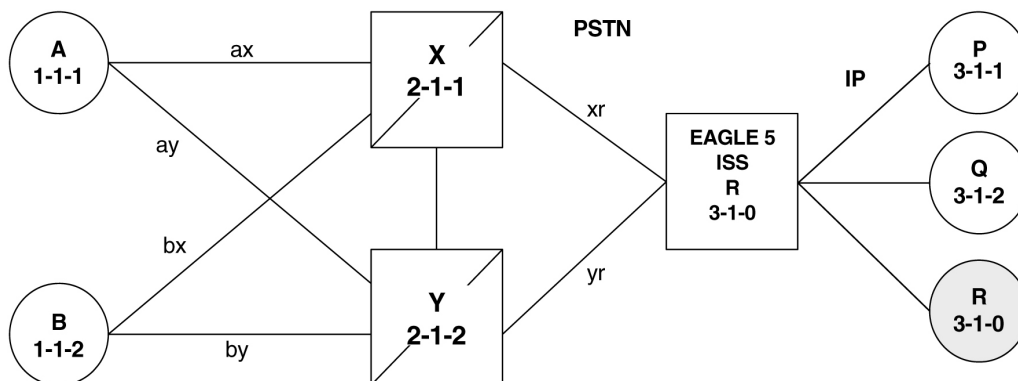 A
1-1-1
ax
X
2-1-1
PSTN
xr
IP
P
3-1-1
ay
EAGLE 5
ISS
R
3-1-0
Q
3-1-2
bx
B
1-1-2
by
Y
2-1-2
yr
R
3-1-0